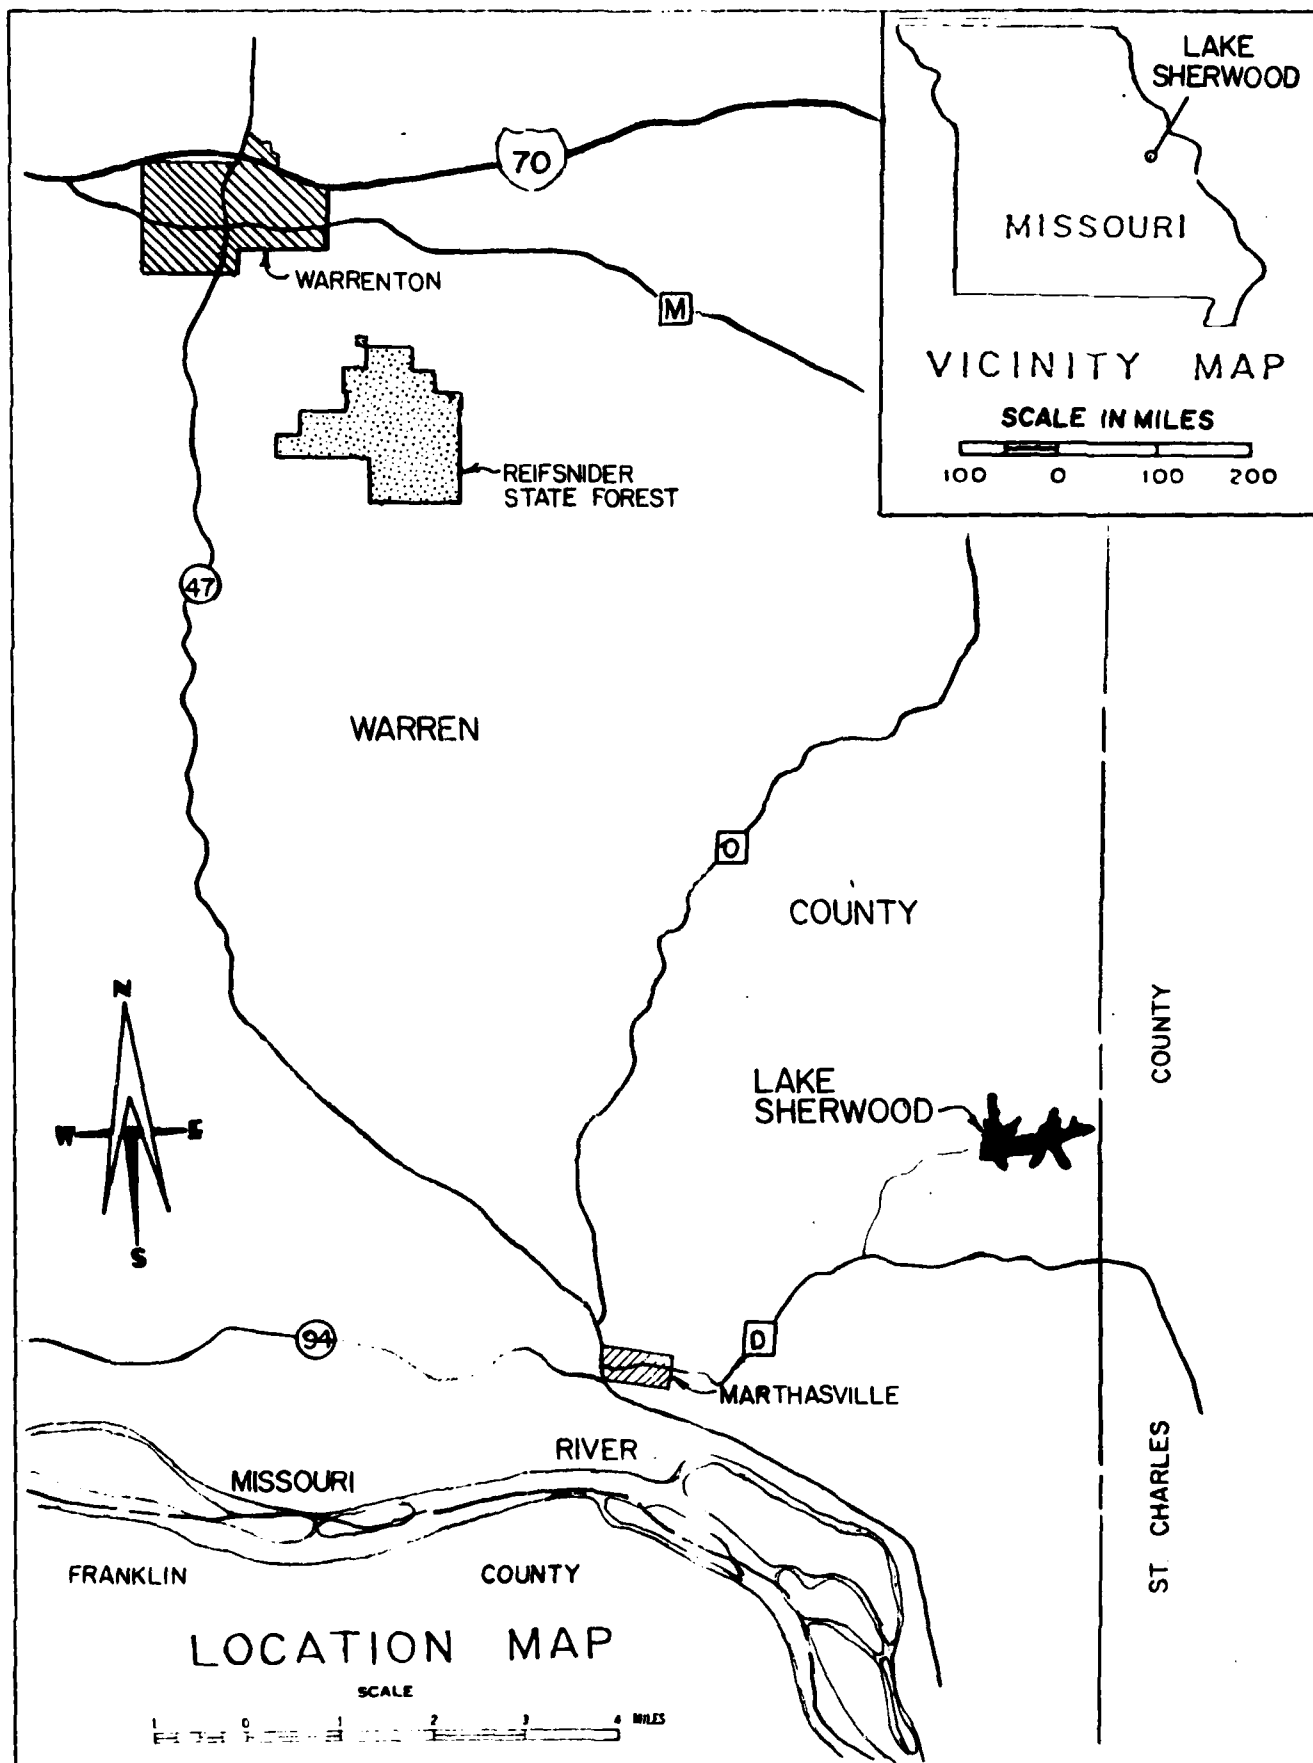 LAKE
SHERWOOD
MISSOURI
VICINITY MAP
SCALE IN MILES
100 0 100 200
70
WARRENTON
M
REIFSNIDER
STATE FOREST
47
WARREN
O
COUNTY
N
W E
S
LAKE
SHERWOOD
COUNTY
ST. CHARLES
94
D
MARTHASVILLE
RIVER
MISSOURI
FRANKLIN COUNTY
LOCATION MAP
SCALE
1 0 1 2 3 4 MILES